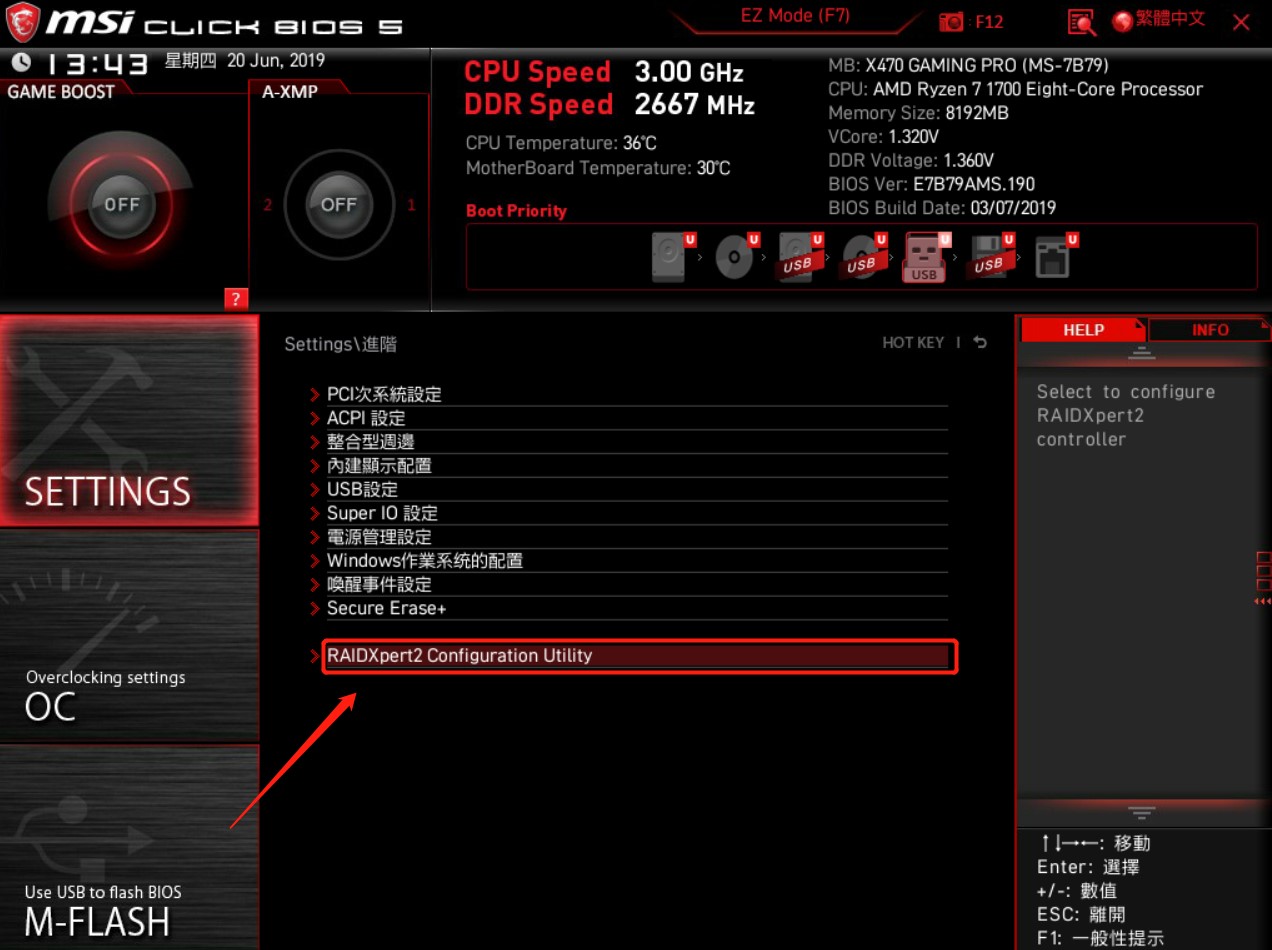 msi CLICK BIOS 5
EZ Mode (F7)
: F12
繁體中文
13:43
星期四 20 Jun, 2019
GAME BOOST
OFF
?
A-XMP
2
OFF
1
CPU Speed 3.00 GHz
DDR Speed 2667 MHz
CPU Temperature: 36℃
MotherBoard Temperature: 30℃
MB: X470 GAMING PRO (MS-7B79)
CPU: AMD Ryzen 7 1700 Eight-Core Processor
Memory Size: 8192MB
VCore: 1.320V
DDR Voltage: 1.360V
BIOS Ver: E7B79AMS.190
BIOS Build Date: 03/07/2019
Boot Priority
U U U U U U U
USB USB USB USB
SETTINGS
Overclocking settings
OC
Use USB to flash BIOS
M-FLASH
Settings\進階
HOT KEY |
PCI次系統設定
ACPI 設定
整合型週邊
內建顯示配置
USB設定
Super IO 設定
電源管理設定
Windows作業系統的配置
喚醒事件設定
Secure Erase+
RAIDXpert2 Configuration Utility
HELP
INFO
Select to configure
RAIDXpert2
controller
↑↓→←: 移動
Enter: 選擇
+/-: 數值
ESC: 離開
F1: 一般性提示